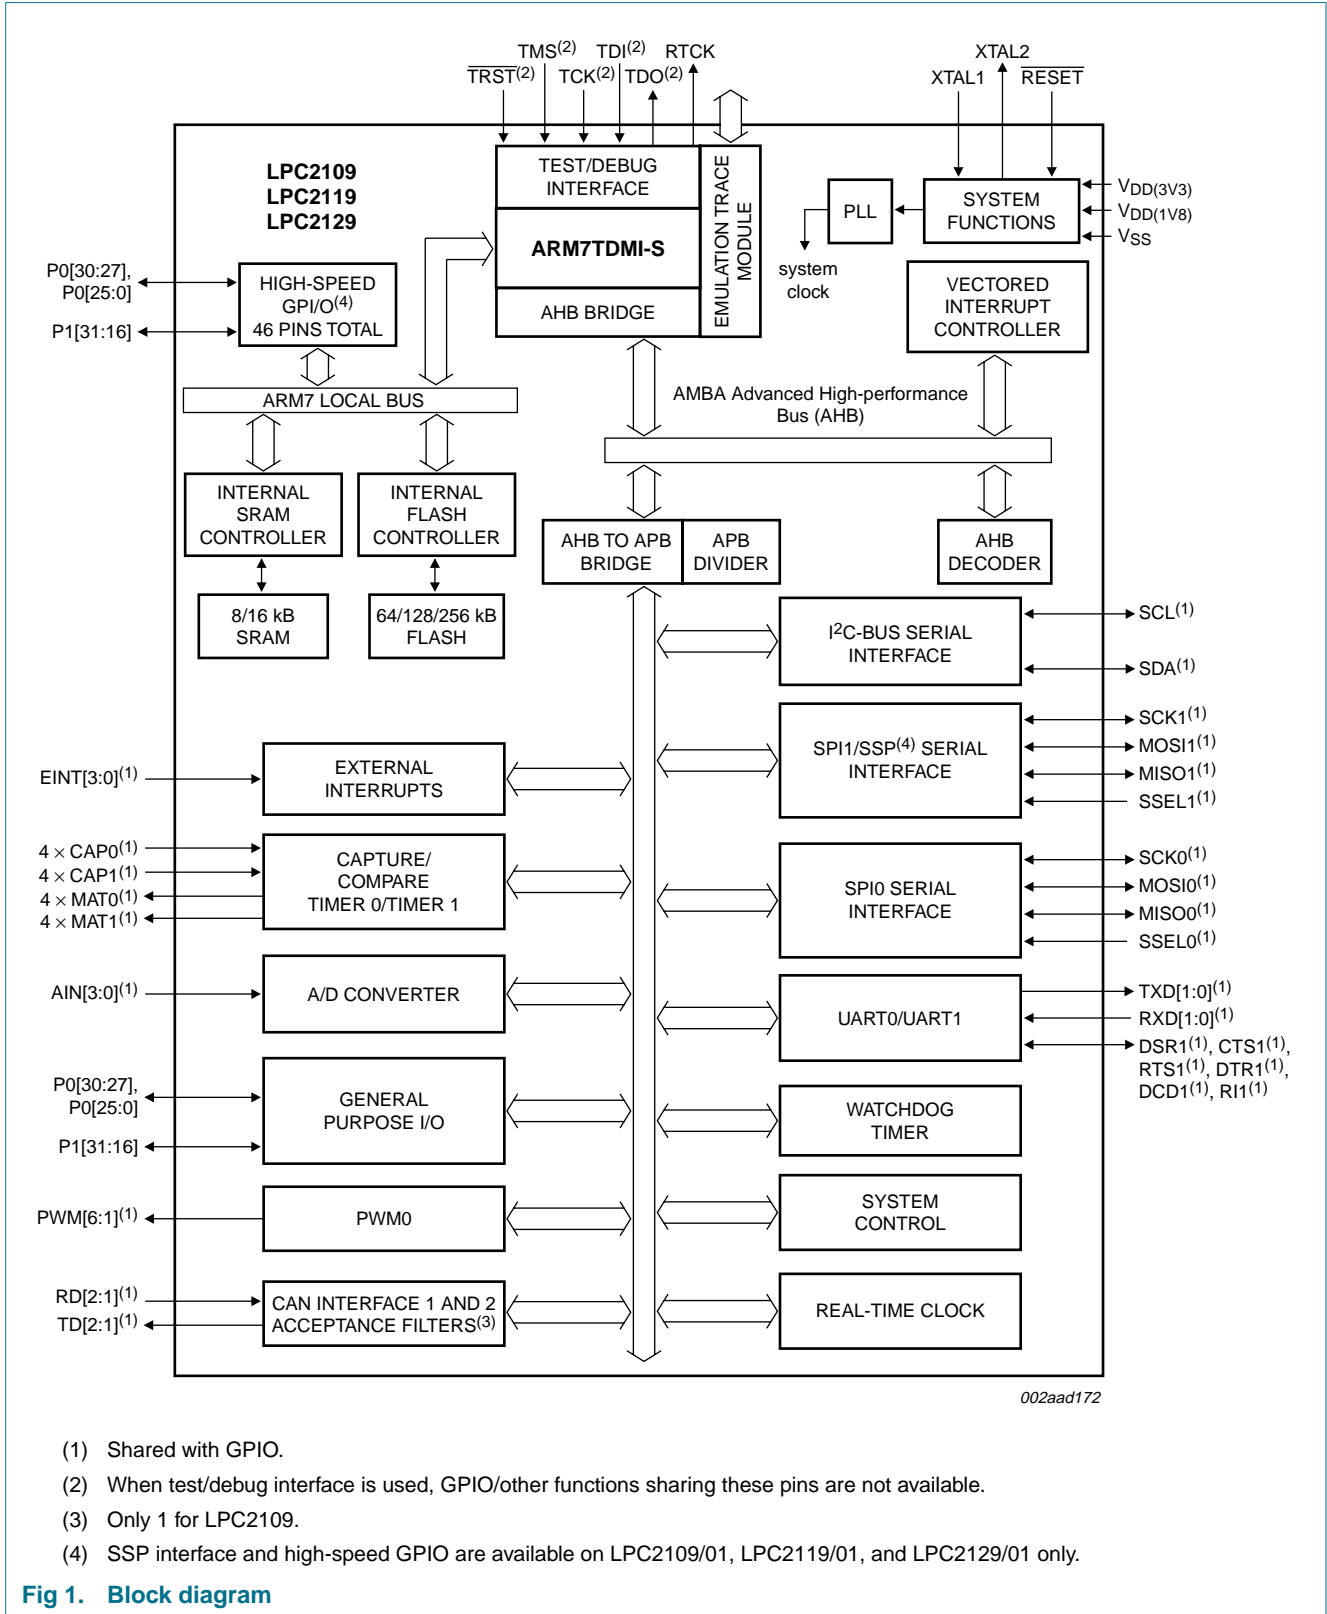 TMS(2) TDI(2) RTCK
TRST(2) TCK(2) TDO(2)
XTAL2
XTAL1 RESET
LPC2109
LPC2119
LPC2129
TEST/DEBUG
INTERFACE
ARM7TDMI-S
AHB BRIDGE
EMULATION TRACE
MODULE
PLL
SYSTEM
FUNCTIONS
VDD(3V3)
VDD(1V8)
VSS
system
clock
P0[30:27],
P0[25:0]
P1[31:16]
HIGH-SPEED
GPI/O(4)
46 PINS TOTAL
VECTORED
INTERRUPT
CONTROLLER
ARM7 LOCAL BUS
AMBA Advanced High-performance
Bus (AHB)
INTERNAL
SRAM
CONTROLLER
INTERNAL
FLASH
CONTROLLER
8/16 kB
SRAM
64/128/256 kB
FLASH
AHB TO APB
BRIDGE
APB
DIVIDER
AHB
DECODER
I2C-BUS SERIAL
INTERFACE
SCL(1)
SDA(1)
SPI1/SSP(4) SERIAL
INTERFACE
SCK1(1)
MOSI1(1)
MISO1(1)
SSEL1(1)
EINT[3:0](1)
EXTERNAL
INTERRUPTS
4 × CAP0(1)
4 × CAP1(1)
4 × MAT0(1)
4 × MAT1(1)
CAPTURE/
COMPARE
TIMER 0/TIMER 1
SPI0 SERIAL
INTERFACE
SCK0(1)
MOSI0(1)
MISO0(1)
SSEL0(1)
AIN[3:0](1)
A/D CONVERTER
UART0/UART1
TXD[1:0](1)
RXD[1:0](1)
DSR1(1), CTS1(1),
RTS1(1), DTR1(1),
DCD1(1), RI1(1)
P0[30:27],
P0[25:0]
P1[31:16]
GENERAL
PURPOSE I/O
WATCHDOG
TIMER
PWM[6:1](1)
PWM0
SYSTEM
CONTROL
RD[2:1](1)
TD[2:1](1)
CAN INTERFACE 1 AND 2
ACCEPTANCE FILTERS(3)
REAL-TIME CLOCK
002aad172
(1) Shared with GPIO.
(2) When test/debug interface is used, GPIO/other functions sharing these pins are not available.
(3) Only 1 for LPC2109.
(4) SSP interface and high-speed GPIO are available on LPC2109/01, LPC2119/01, and LPC2129/01 only.
Fig 1. Block diagram